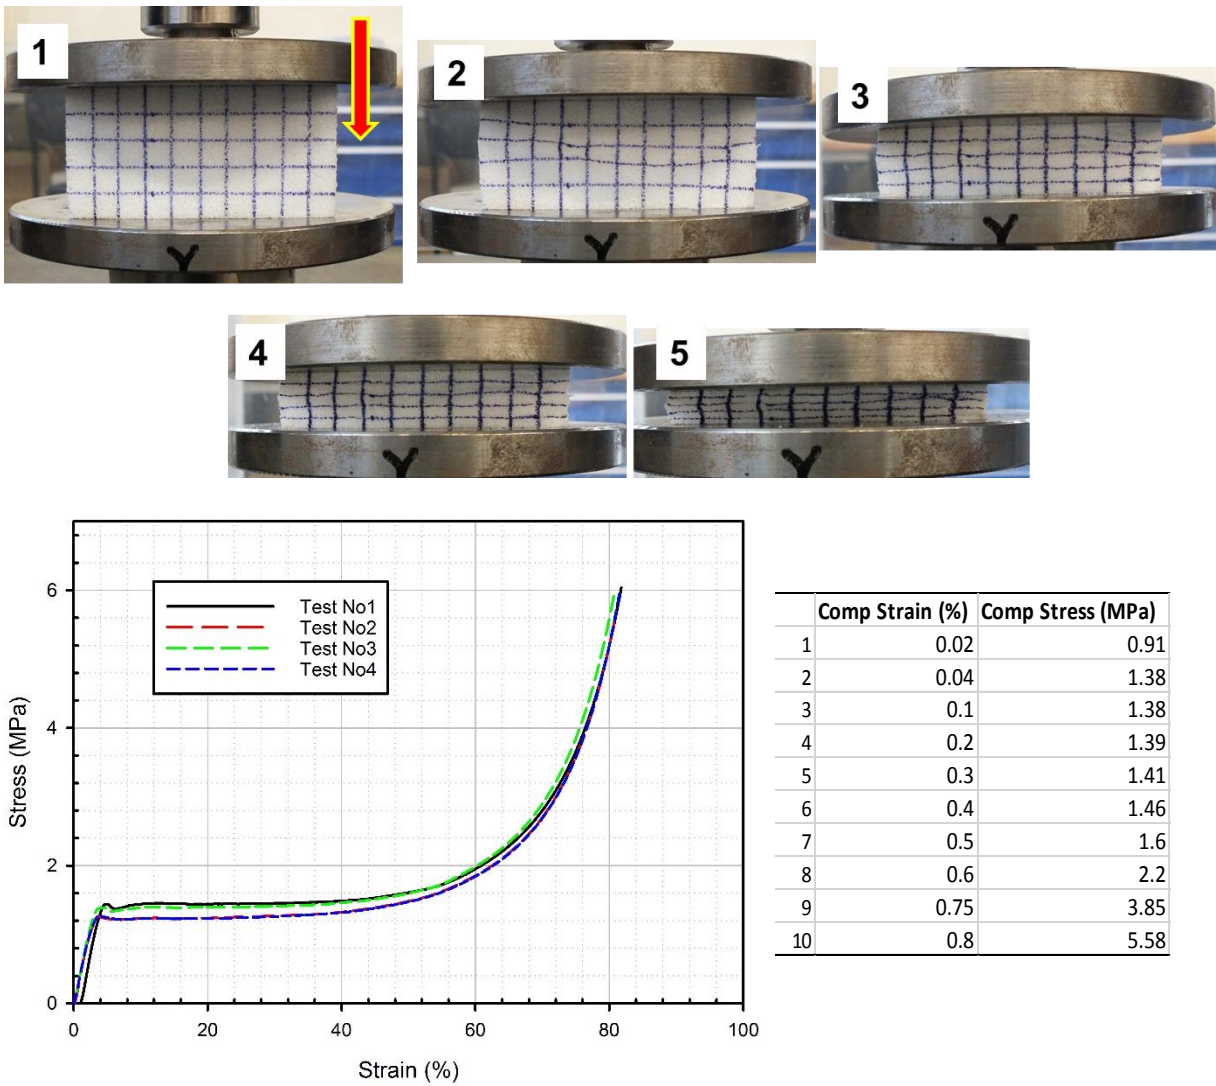 1
2
3
Y
Y
Y
4
5
Y
Y
Test No1
Test No2
Test No3
Test No4
6
4
2
0
0 20 40 60 80 100
Stress (MPa)
Strain (%)
Comp Strain (%) Comp Stress (MPa)
1 0.02 0.91
2 0.04 1.38
3 0.1 1.38
4 0.2 1.39
5 0.3 1.41
6 0.4 1.46
7 0.5 1.6
8 0.6 2.2
9 0.75 3.85
10 0.8 5.58